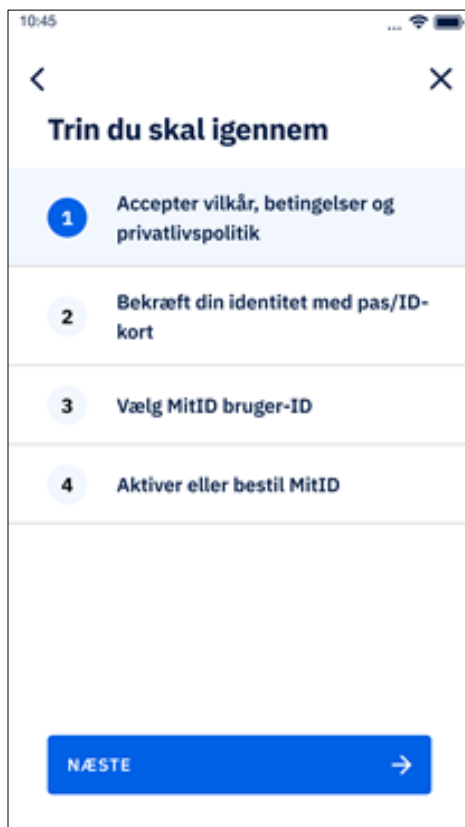 10:45
...
Trin du skal igennem
1
Accepter vilkår, betingelser og
privatlivspolitik
2
Bekræft din identitet med pas/ID-
kort
3
Vælg MitID bruger-ID
4
Aktiver eller bestil MitID
NÆSTE